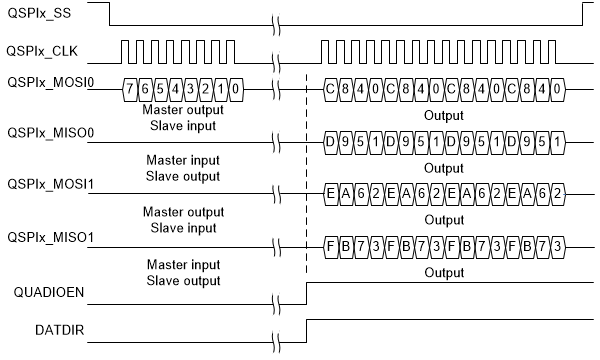 QSPIx_SS
QSPIx_CLK
QSPIx_MOSI0 7 6 5 4 3 2 1 0 C 8 4 0 C 8 4 0 C 8 4 0 C 8 4 0
Master output Output
Slave input
QSPIx_MISO0 D 9 5 1 D 9 5 1 D 9 5 1 D 9 5 1
Master input Output
Slave output
QSPIx_MOSI1 E A 6 2 E A 6 2 E A 6 2 E A 6 2
Master output Output
Slave input
QSPIx_MISO1 F B 7 3 F B 7 3 F B 7 3 F B 7 3
Master input Output
Slave output
QUADIOEN
DATDIR